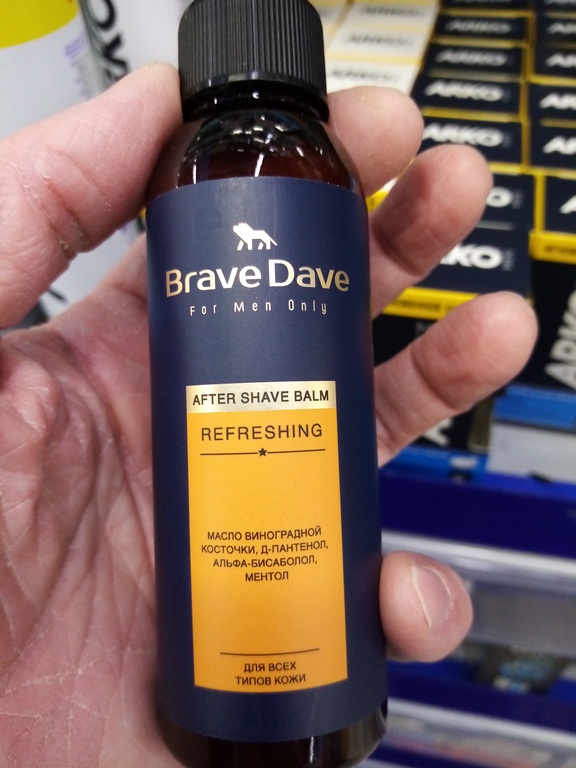 Brave Dave
For Men Only
AFTER SHAVE BALM
REFRESHING
МАСЛО ВИНОГРАДНОЙ
КОСТОЧКИ, Д-ПАНТЕНОЛ,
АЛЬФА-БИСАБОЛОЛ,
МЕНТОЛ
ДЛЯ ВСЕХ
ТИПОВ КОЖИ
ARKO
ARKO
ARKO
ARKO
ARKO